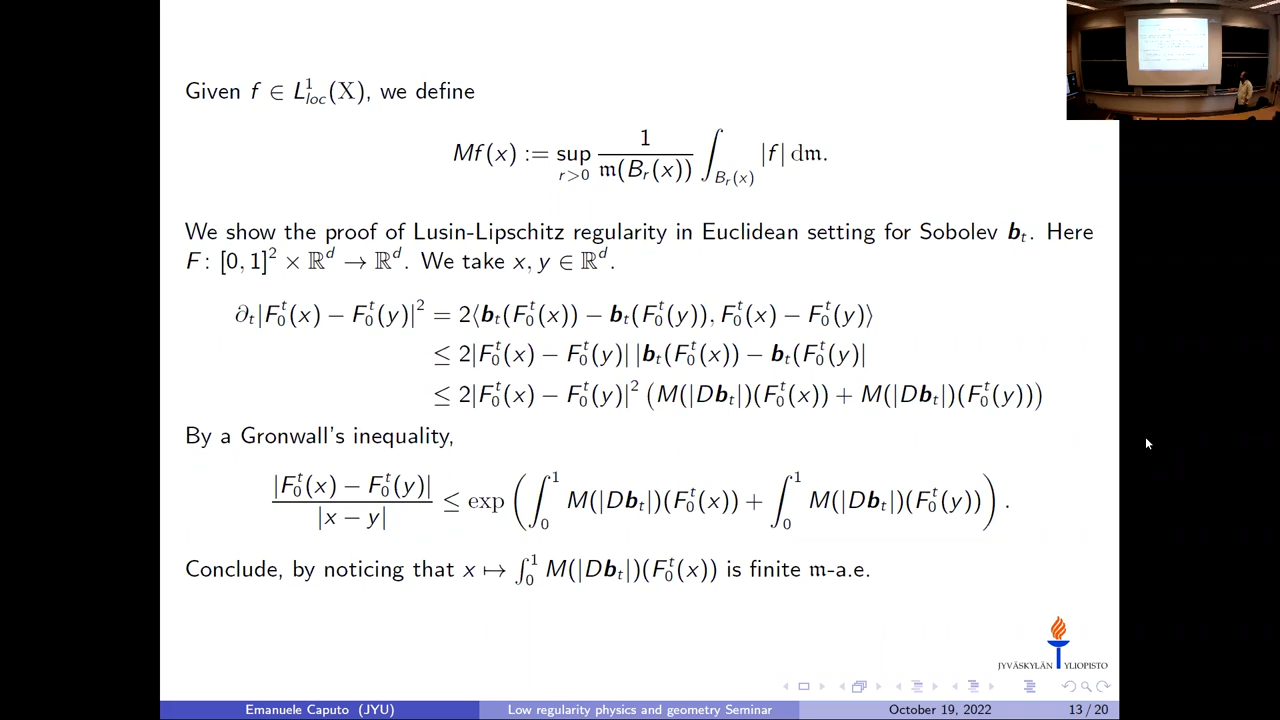 Given f ∈ L¹_loc(X), we define
Mf(x) := sup_{r>0} 1/𝔪(B_r(x)) ∫_{B_r(x)} |f| d𝔪.
We show the proof of Lusin-Lipschitz regularity in Euclidean setting for Sobolev b_t. Here
F: [0, 1]² × ℝ^d → ℝ^d. We take x, y ∈ ℝ^d.
∂_t|F_0^t(x) − F_0^t(y)|² = 2⟨b_t(F_0^t(x)) − b_t(F_0^t(y)), F_0^t(x) − F_0^t(y)⟩
≤ 2|F_0^t(x) − F_0^t(y)| |b_t(F_0^t(x)) − b_t(F_0^t(y)|
≤ 2|F_0^t(x) − F_0^t(y)|² (M(|Db_t|)(F_0^t(x)) + M(|Db_t|)(F_0^t(y)))
By a Gronwall's inequality,
|F_0^t(x) − F_0^t(y)| / |x − y| ≤ exp (∫_0^1 M(|Db_t|)(F_0^t(x)) + ∫_0^1 M(|Db_t|)(F_0^t(y))).
Conclude, by noticing that x ↦ ∫_0^1 M(|Db_t|)(F_0^t(x)) is finite 𝔪-a.e.
JYVÄSKYLÄN YLIOPISTO
Emanuele Caputo (JYU) Low regularity physics and geometry Seminar October 19, 2022 13 / 20